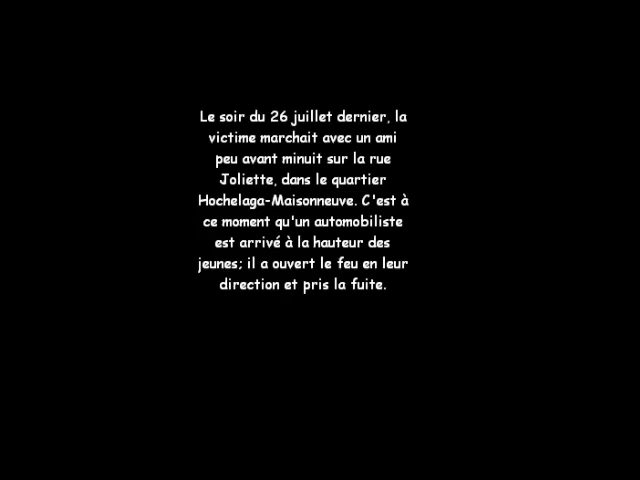 Le soir du 26 juillet dernier, la
victime marchait avec un ami
peu avant minuit sur la rue
Joliette, dans le quartier
Hochelaga-Maisonneuve. C'est à
ce moment qu'un automobiliste
est arrivé à la hauteur des
jeunes; il a ouvert le feu en leur
direction et pris la fuite.